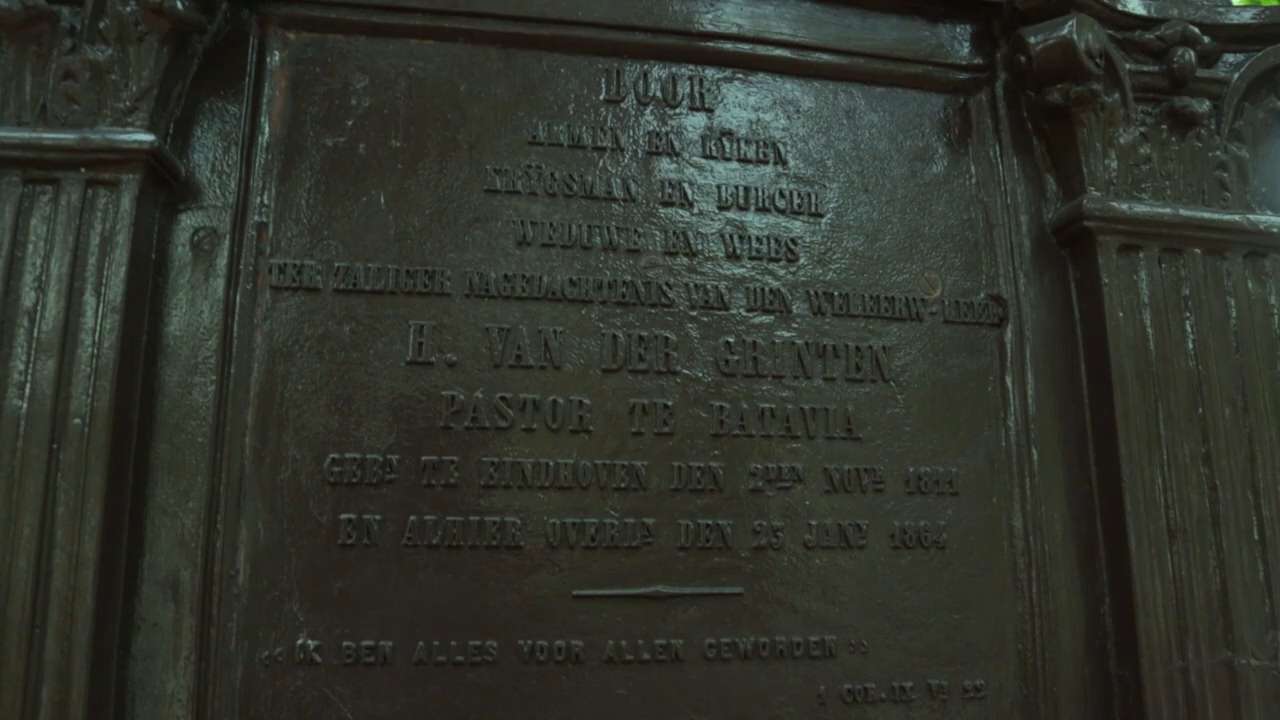 DOOR
ARMEN EN RYKEN
KRŸGSMAN EN BURGER
WEDUWE EN WEES
TER ZALIGER NAGEDACHTENIS VAN DEN WELEERW-HEER
H. VAN DER GRINTEN
PASTOR TE BATAVIA
GEBN TE EINDHOVEN DEN 2DEN NOVR 1811
EN ALHIER OVERLN DEN 25 JANY 1864
«IK BEN ALLES VOOR ALLEN GEWORDEN»
1 COR. IX. VS 22